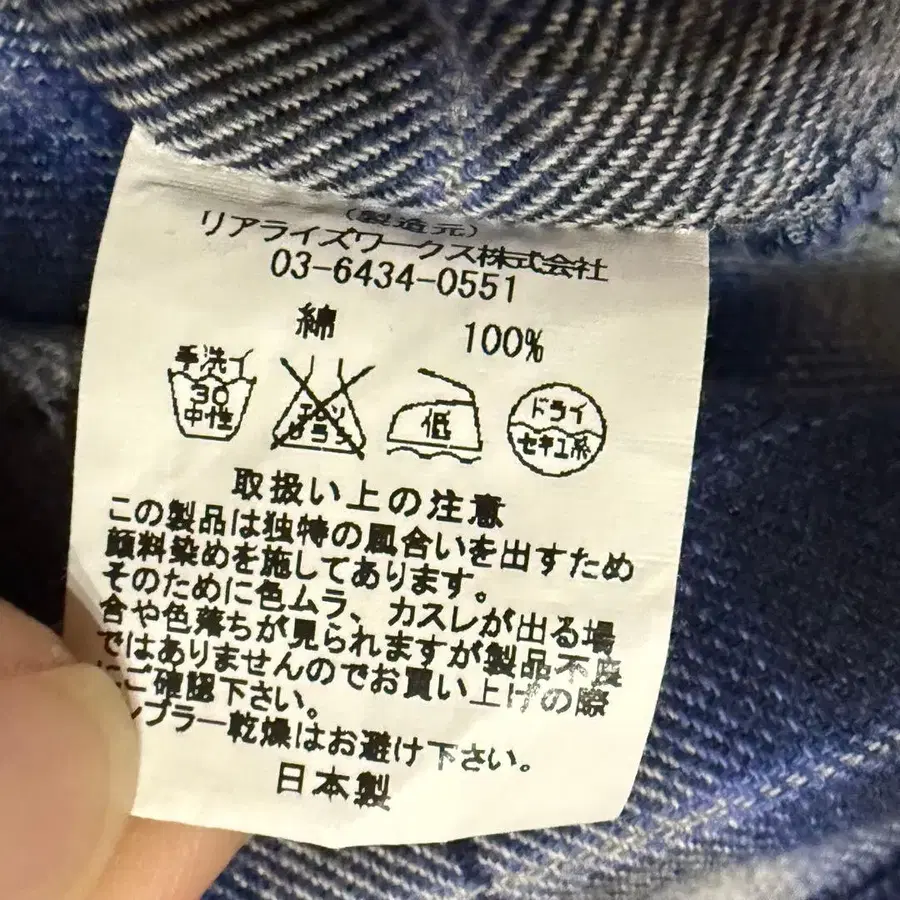 (製造元)
リアライズワークス株式会社
03-6434-0551
綿 100%
手洗イ
30
中性
エンソ
サラシ
低
ドライ
セキユ系
取扱い上の注意
この製品は独特の風合いを出すため
顔料染めを施してあります。
そのために色ムラ、カスレが出る場
合や色落ちが見られますが製品不良
ではありませんのでお買い上げの際
にご確認下さい。
ンブラー乾燥はお避け下さい。
日本製